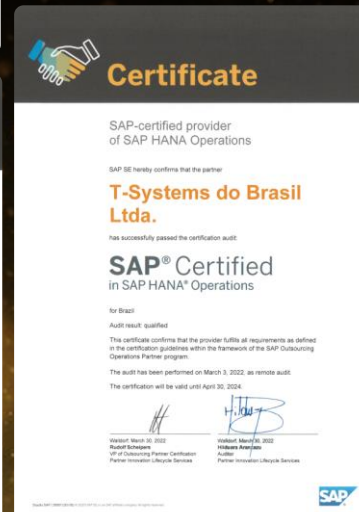 Certificate
SAP-certified provider
of SAP HANA Operations
SAP SE hereby confirms that the partner
T-Systems do Brasil
Ltda.
has successfully passed the certification audit:
SAP® Certified
in SAP HANA® Operations
for Brazil
Audit result: qualified
This certificate confirms that the provider fulfills all requirements as defined
in the certification guidelines within the framework of the SAP Outsourcing
Operations Partner program.
The audit has been performed on March 3, 2022, as remote audit.
The certification will be valid until April 30, 2024.
Walldorf, March 30, 2022
Rudolf Scheipers
VP of Outsourcing Partner Certification
Partner Innovation Lifecycle Services
Walldorf, March 30, 2022
Auditor
Partner Innovation Lifecycle Services
SAP